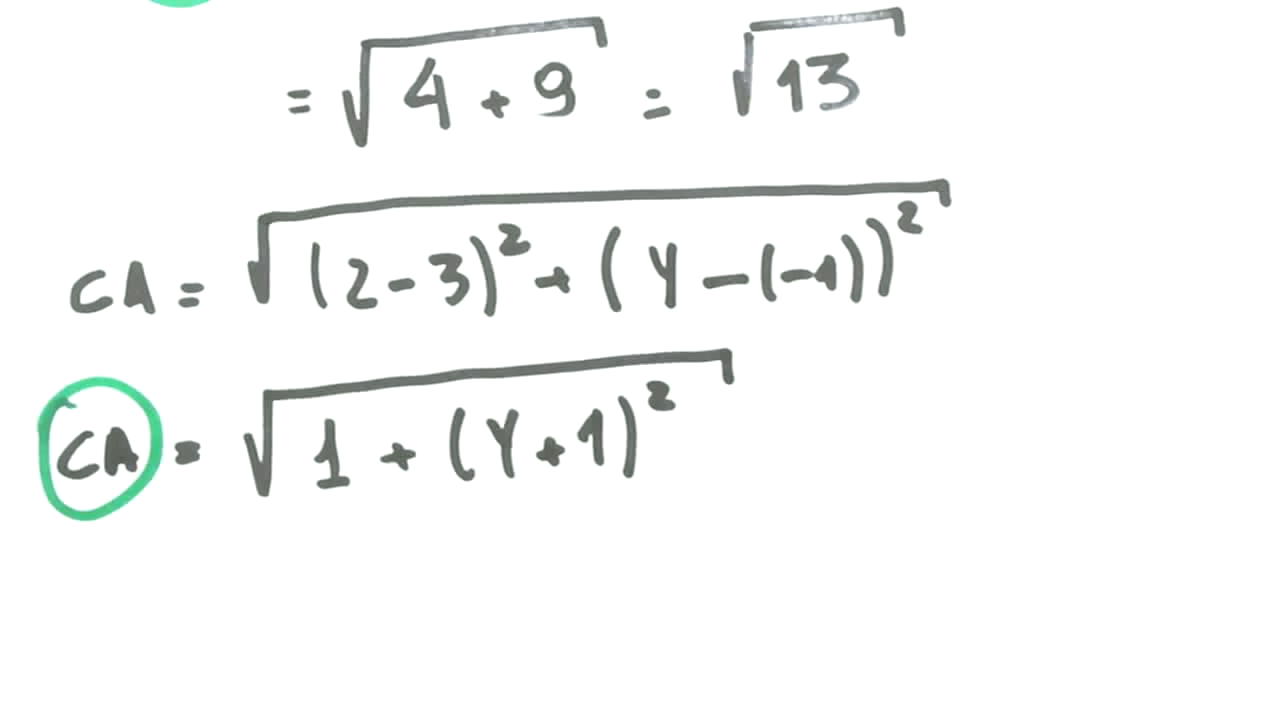 = √4 + 9 = √13
CA = √(2 - 3)² + (Y - (-1))²
CA = √1 + (Y + 1)²